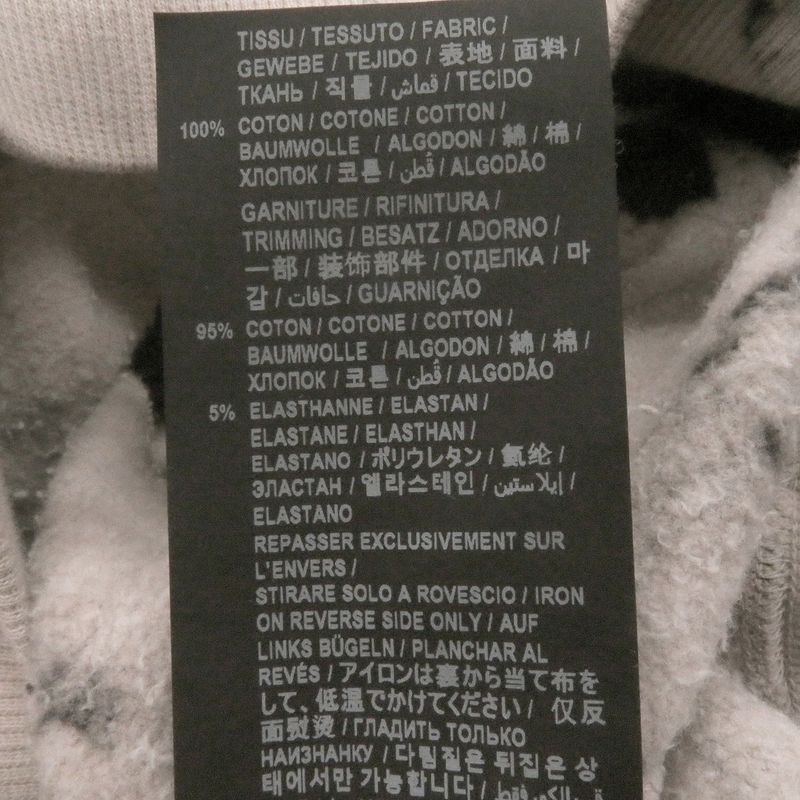 TISSU / TESSUTO / FABRIC /
GEWEBE / TEJIDO / 表地 / 面料 /
ТКАНЬ / 직물 / قماش / TECIDO
100% COTON / COTONE / COTTON /
BAUMWOLLE / ALGODON / 綿 / 棉 /
ХЛОПОК / 코튼 / قُطن / ALGODÃO
GARNITURE / RIFINITURA /
TRIMMING / BESATZ / ADORNO /
一部 / 装饰部件 / ОТДЕЛКА / 마
감 / حافات / GUARNIÇÃO
95% COTON / COTONE / COTTON /
BAUMWOLLE / ALGODON / 綿 / 棉 /
ХЛОПОК / 코튼 / قُطن / ALGODÃO
5% ELASTHANNE / ELASTAN /
ELASTANE / ELASTHAN /
ELASTANO / ポリウレタン / 氨纶 /
ЭЛАСТАН / 엘라스테인 / إيلاستين /
ELASTANO
REPASSER EXCLUSIVEMENT SUR
L'ENVERS /
STIRARE SOLO A ROVESCIO / IRON
ON REVERSE SIDE ONLY / AUF
LINKS BÜGELN / PLANCHAR AL
REVÉS / アイロンは裏から当て布を
して、低温でかけてください / 仅反
面熨烫 / ГЛАДИТЬ ТОЛЬКО
НАИЗНАНКУ / 다림질은 뒤집은 상
태에서만 가능합니다 /